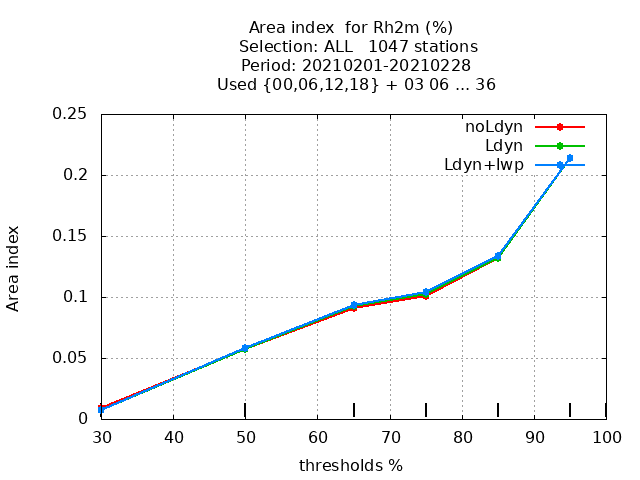 Area index  for Rh2m (%)
Selection: ALL   1047 stations
Period: 20210201-20210228
Used {00,06,12,18} + 03 06 ... 36
noLdyn
Ldyn
Ldyn+lwp
Area index
0.25
0.2
0.15
0.1
0.05
0
30 40 50 60 70 80 90 100
thresholds %